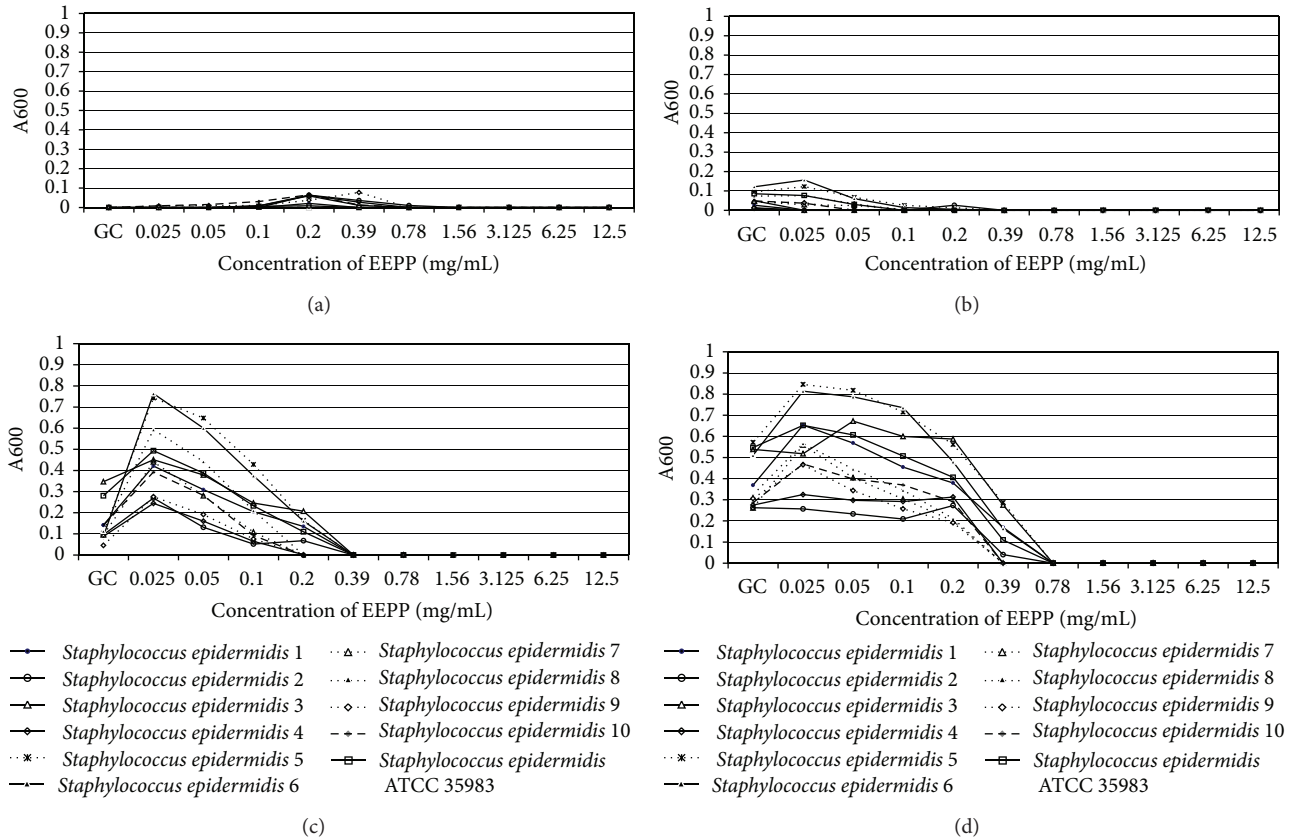 1
0.9
0.8
0.7
0.6
0.5
0.4
0.3
0.2
0.1
0
A600
GC 0.025 0.05 0.1 0.2 0.39 0.78 1.56 3.125 6.25 12.5
Concentration of EEPP (mg/mL)
(a)
1
0.9
0.8
0.7
0.6
0.5
0.4
0.3
0.2
0.1
0
A600
GC 0.025 0.05 0.1 0.2 0.39 0.78 1.56 3.125 6.25 12.5
Concentration of EEPP (mg/mL)
(b)
1
0.9
0.8
0.7
0.6
0.5
0.4
0.3
0.2
0.1
0
A600
GC 0.025 0.05 0.1 0.2 0.39 0.78 1.56 3.125 6.25 12.5
Concentration of EEPP (mg/mL)
Staphylococcus epidermidis 1
Staphylococcus epidermidis 2
Staphylococcus epidermidis 3
Staphylococcus epidermidis 4
Staphylococcus epidermidis 5
Staphylococcus epidermidis 6
Staphylococcus epidermidis 7
Staphylococcus epidermidis 8
Staphylococcus epidermidis 9
Staphylococcus epidermidis 10
Staphylococcus epidermidis
ATCC 35983
(c)
1
0.9
0.8
0.7
0.6
0.5
0.4
0.3
0.2
0.1
0
A600
GC 0.025 0.05 0.1 0.2 0.39 0.78 1.56 3.125 6.25 12.5
Concentration of EEPP (mg/mL)
Staphylococcus epidermidis 1
Staphylococcus epidermidis 2
Staphylococcus epidermidis 3
Staphylococcus epidermidis 4
Staphylococcus epidermidis 5
Staphylococcus epidermidis 6
Staphylococcus epidermidis 7
Staphylococcus epidermidis 8
Staphylococcus epidermidis 9
Staphylococcus epidermidis 10
Staphylococcus epidermidis
ATCC 35983
(d)